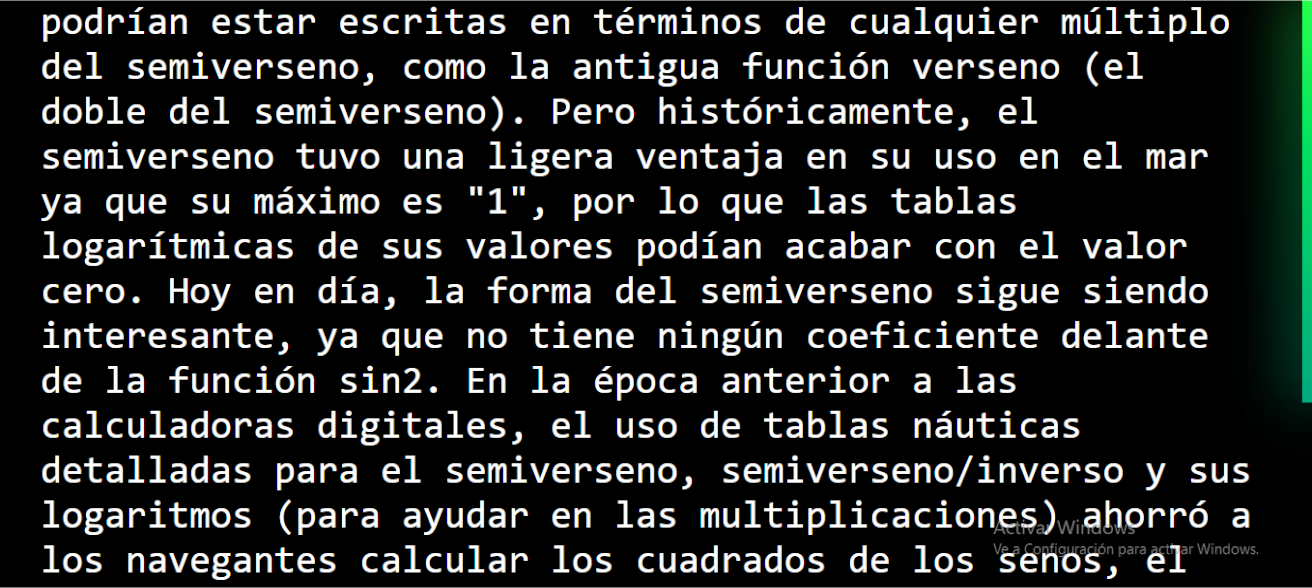 podrían estar escritas en términos de cualquier múltiplo
del semiverseno, como la antigua función verseno (el
doble del semiverseno). Pero históricamente, el
semiverseno tuvo una ligera ventaja en su uso en el mar
ya que su máximo es "1", por lo que las tablas
logarítmicas de sus valores podían acabar con el valor
cero. Hoy en día, la forma del semiverseno sigue siendo
interesante, ya que no tiene ningún coeficiente delante
de la función sin2. En la época anterior a las
calculadoras digitales, el uso de tablas náuticas
detalladas para el semiverseno, semiverseno/inverso y sus
logaritmos (para ayudar en las multiplicaciones) ahorró a
los navegantes calcular los cuadrados de los senos, el
Activar Windows
Ve a Configuración para activar Windows.